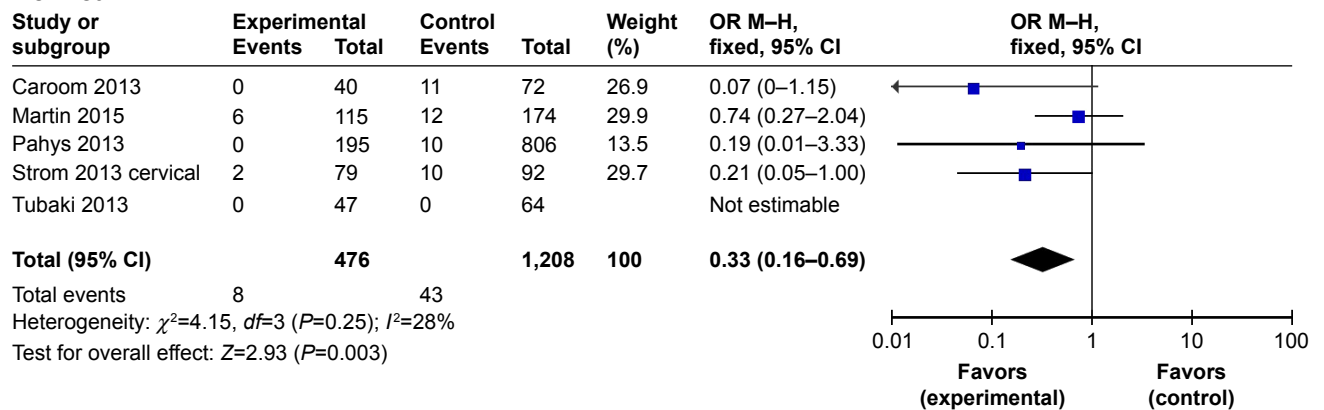 Study or Experimental Control Weight OR M–H, OR M–H,
subgroup Events Total Events Total (%) fixed, 95% CI fixed, 95% CI
Caroom 2013 0 40 11 72 26.9 0.07 (0–1.15)
Martin 2015 6 115 12 174 29.9 0.74 (0.27–2.04)
Pahys 2013 0 195 10 806 13.5 0.19 (0.01–3.33)
Strom 2013 cervical 2 79 10 92 29.7 0.21 (0.05–1.00)
Tubaki 2013 0 47 0 64 Not estimable
Total (95% CI) 476 1,208 100 0.33 (0.16–0.69)
Total events 8 43
Heterogeneity: χ²=4.15, df=3 (P=0.25); I²=28%
Test for overall effect: Z=2.93 (P=0.003)
0.01 0.1 1 10 100
Favors Favors
(experimental) (control)